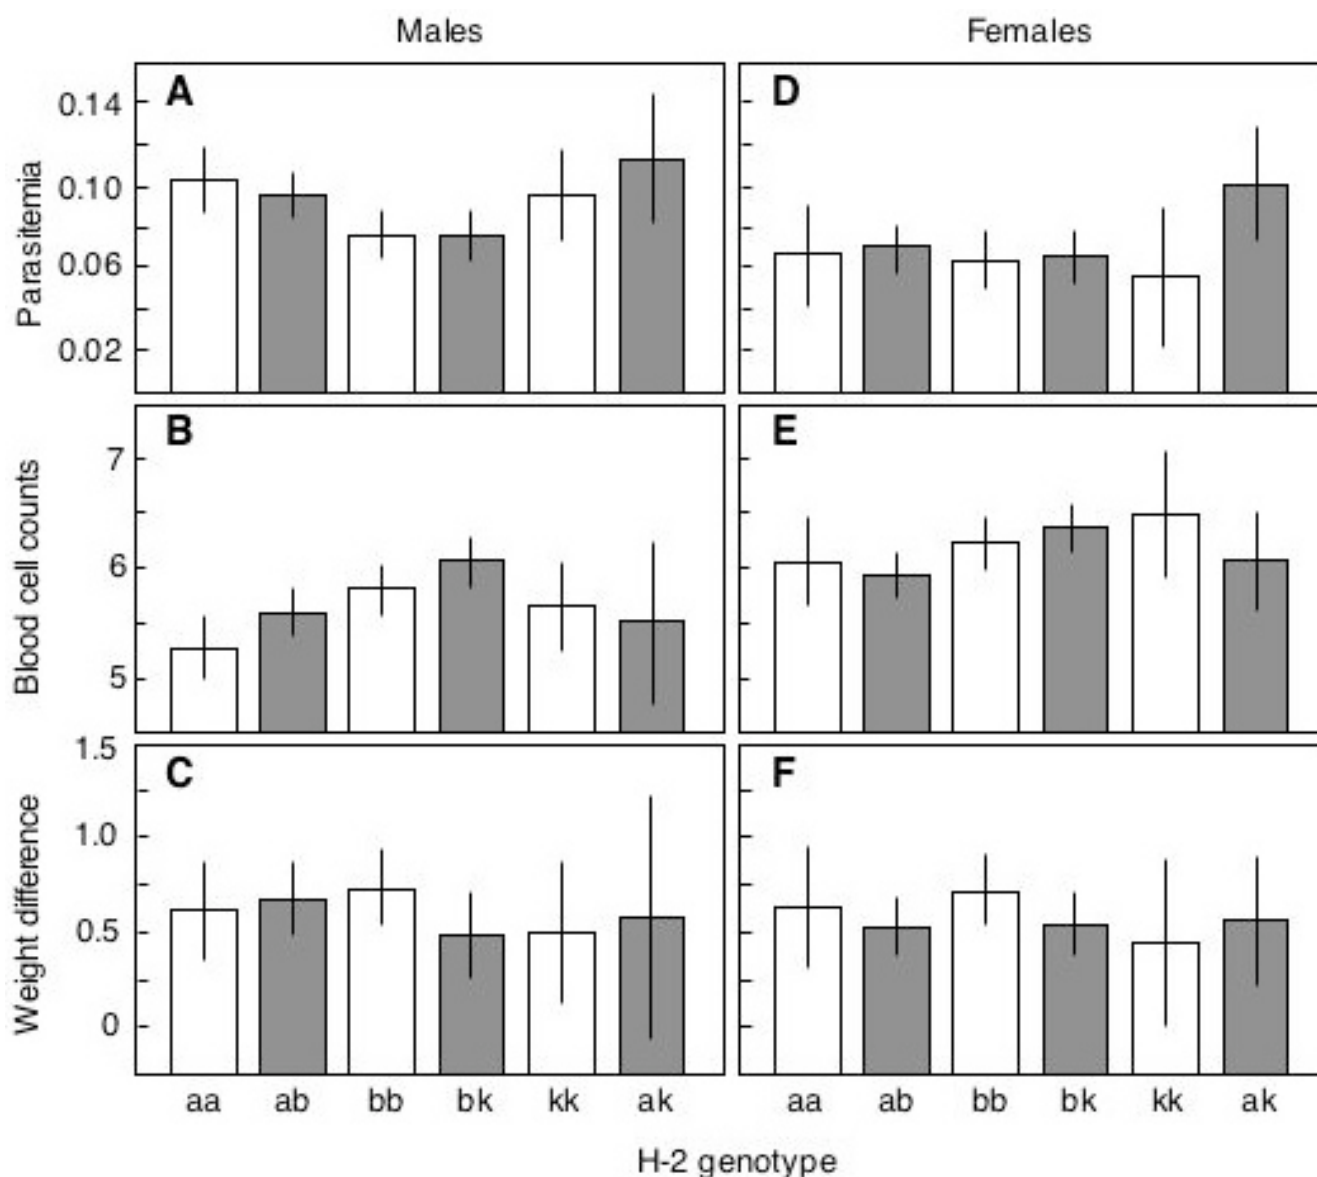 Males Females
A D
0.14
0.10
0.06
0.02
Parasitemia
B E
7
6
5
Blood cell counts
C F
1.5
1.0
0.5
0
Weight difference
aa ab bb bk kk ak aa ab bb bk kk ak
H-2 genotype